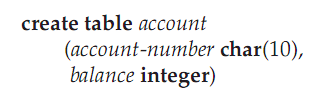 create table account
(account-number char(10),
balance integer)